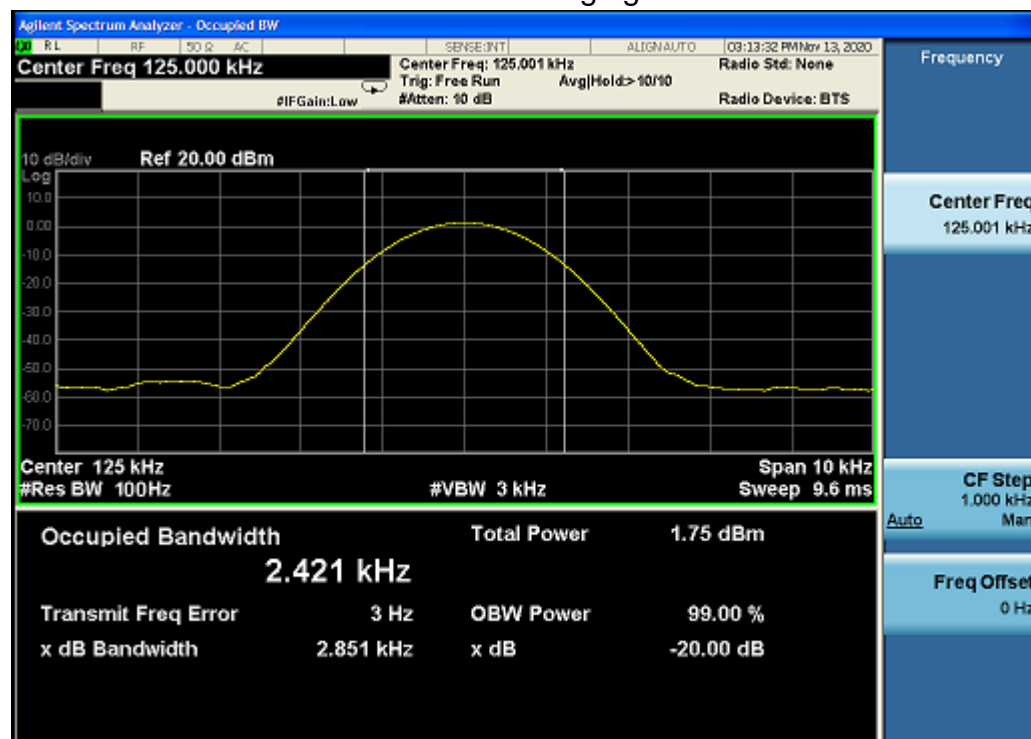 Agilent Spectrum Analyzer - Occupied BW
RL RF 50 Ω AC SENSE:INT ALIGN AUTO 03:13:32 PM Nov 13, 2020
Center Freq 125.000 kHz
Center Freq: 125.001 kHz
Radio Std: None
Trig: Free Run
Avg|Hold:>10/10
#IFGain:Low
#Atten: 10 dB
Radio Device: BTS
10 dB/div
Ref 20.00 dBm
Log
10.0
0.00
-10.0
-20.0
-30.0
-40.0
-50.0
-60.0
-70.0
Center 125 kHz
Span 10 kHz
#Res BW 100Hz
#VBW 3 kHz
Sweep 9.6 ms
Occupied Bandwidth
Total Power
1.75 dBm
2.421 kHz
Transmit Freq Error
3 Hz
OBW Power
99.00 %
x dB Bandwidth
2.851 kHz
x dB
-20.00 dB
Frequency
Center Freq
125.001 kHz
CF Step
1.000 kHz
Auto
Man
Freq Offset
0 Hz